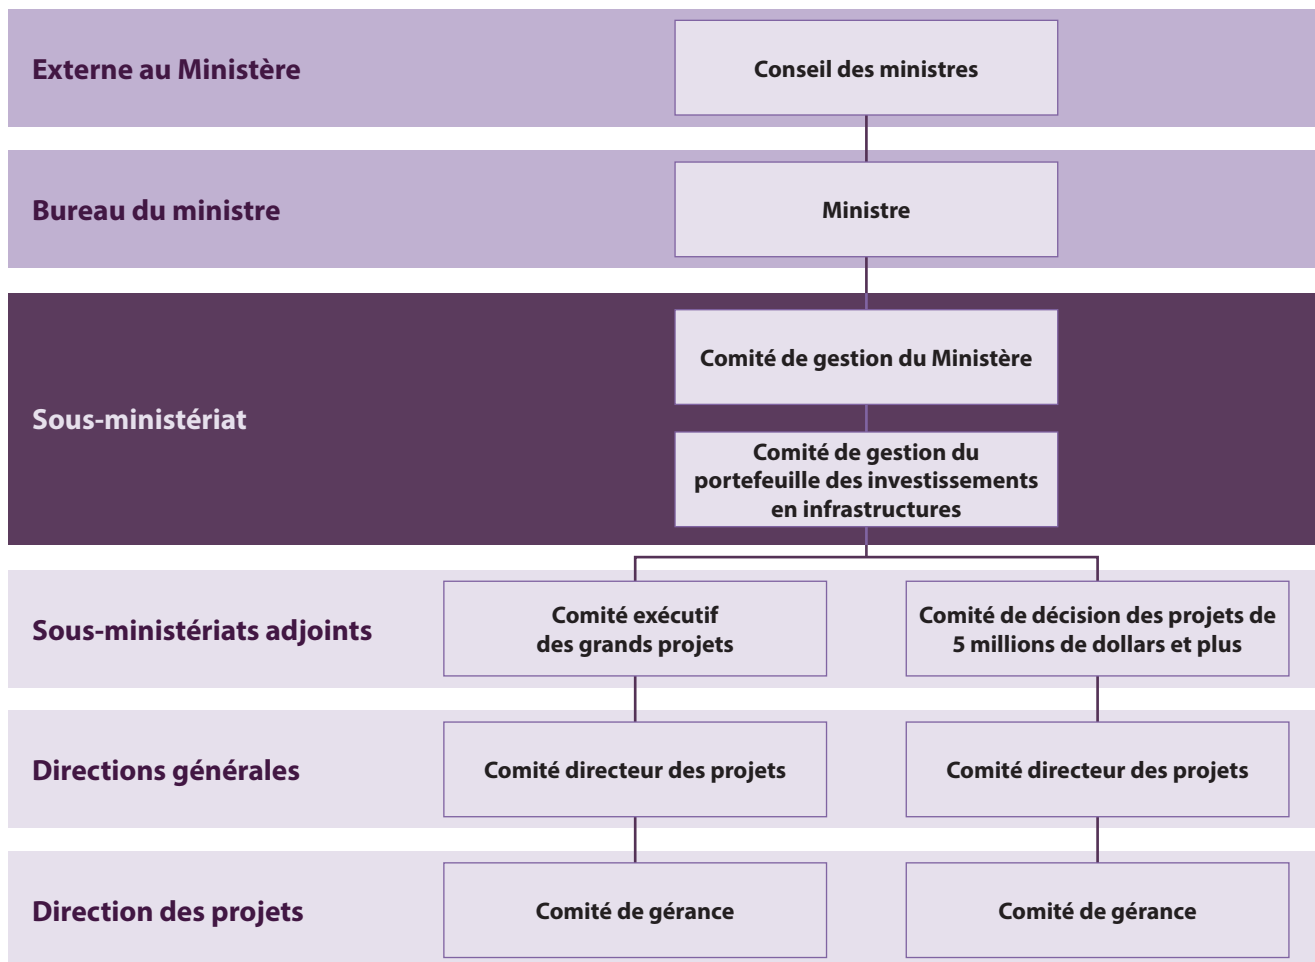 Externe au Ministère
Conseil des ministres
Bureau du ministre
Ministre
Sous-ministériat
Comité de gestion du Ministère
Comité de gestion du
portefeuille des investissements
en infrastructures
Sous-ministériats adjoints
Comité exécutif
des grands projets
Comité de décision des projets de
5 millions de dollars et plus
Directions générales
Comité directeur des projets
Comité directeur des projets
Direction des projets
Comité de gérance
Comité de gérance